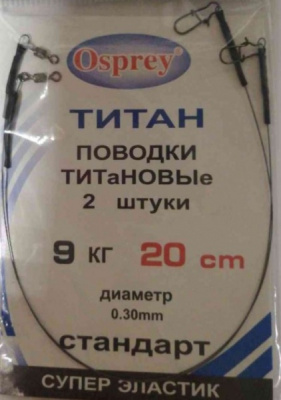 Osprey®
ТИТАН
ПОВОДКИ
ТИТаНОВЫе
2 штуки
9 кг 20 cm
диаметр
0.30mm
стандарт
СУПЕР ЭЛАСТИК